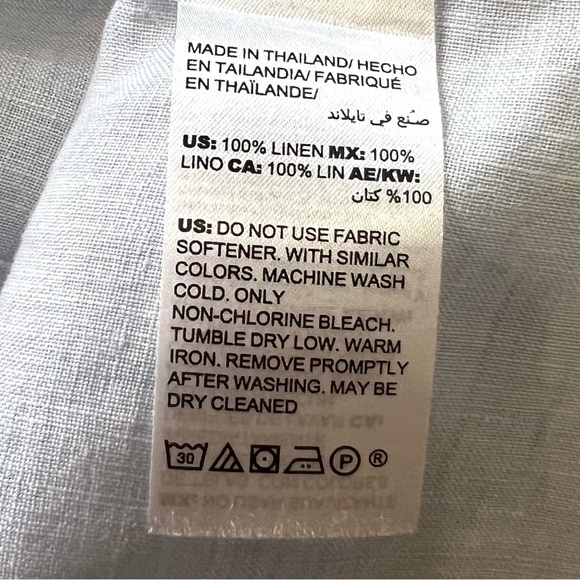 MADE IN THAILAND/ HECHO
EN TAILANDIA/ FABRIQUÉ
EN THAÏLANDE/
صنع في تايلاند
US: 100% LINEN MX: 100%
LINO CA: 100% LIN AE/KW:
100% كتان
US: DO NOT USE FABRIC
SOFTENER. WITH SIMILAR
COLORS. MACHINE WASH
COLD. ONLY
NON-CHLORINE BLEACH.
TUMBLE DRY LOW. WARM
IRON. REMOVE PROMPTLY
AFTER WASHING. MAY BE
DRY CLEANED
30 P ®